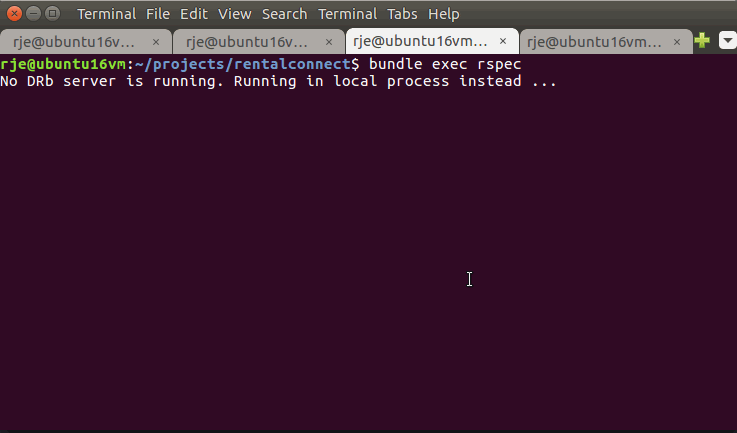 Terminal File Edit View Search Terminal Tabs Help
rje@ubuntu16v... × rje@ubuntu16v... × rje@ubuntu16vm... × rje@ubuntu16vm... ×
rje@ubuntu16vm:~/projects/rentalconnect$ bundle exec rspec
No DRb server is running. Running in local process instead ...